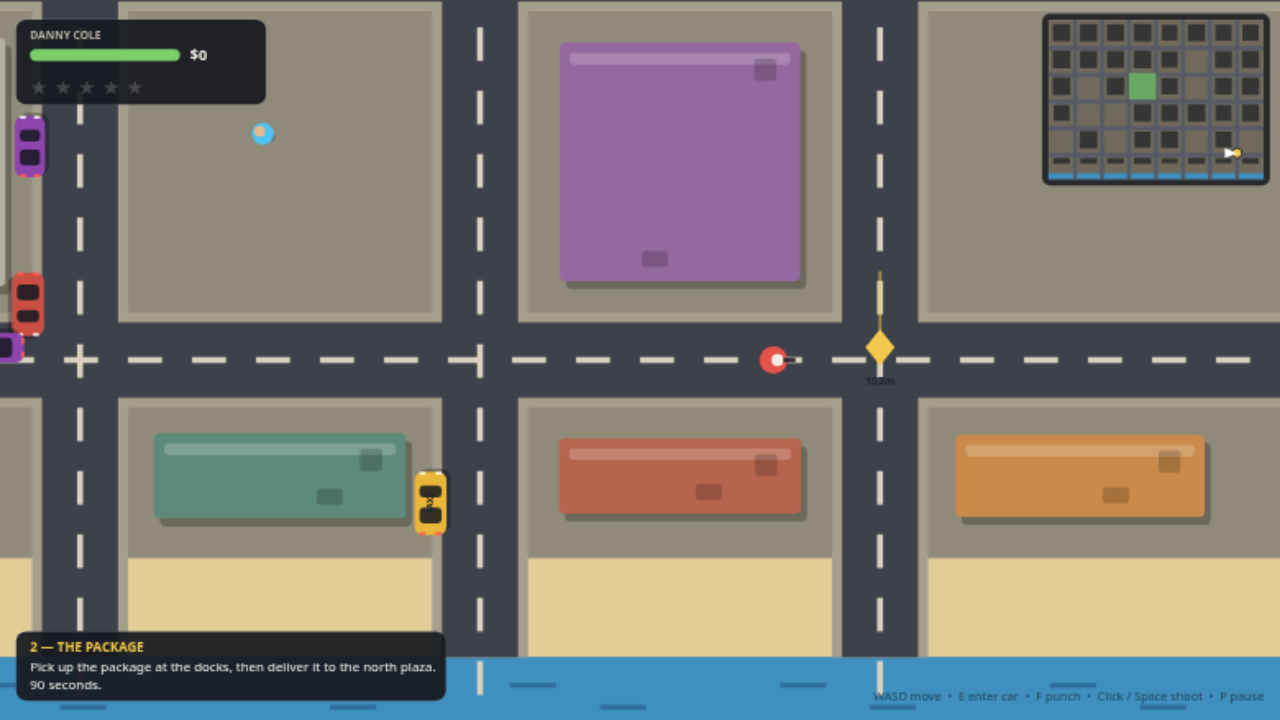 DANNY COLE
$0
107m
2 — THE PACKAGE
Pick up the package at the docks, then deliver it to the north plaza.
90 seconds.
WASD move • E enter car • F punch • Click / Space shoot • P pause